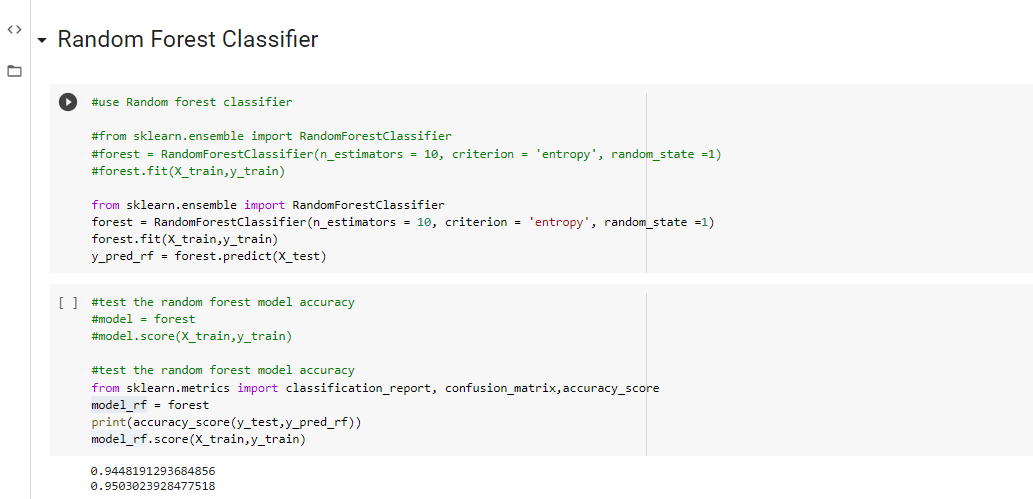 Random Forest Classifier
#use Random forest classifier
#from sklearn.ensemble import RandomForestClassifier
#forest = RandomForestClassifier(n_estimators = 10, criterion = 'entropy', random_state =1)
#forest.fit(X_train,y_train)
from sklearn.ensemble import RandomForestClassifier
forest = RandomForestClassifier(n_estimators = 10, criterion = 'entropy', random_state =1)
forest.fit(X_train,y_train)
y_pred_rf = forest.predict(X_test)
[ ] #test the random forest model accuracy
#model = forest
#model.score(X_train,y_train)
#test the random forest model accuracy
from sklearn.metrics import classification_report, confusion_matrix,accuracy_score
model_rf = forest
print(accuracy_score(y_test,y_pred_rf))
model_rf.score(X_train,y_train)
0.9448191293684856
0.9503023928477518